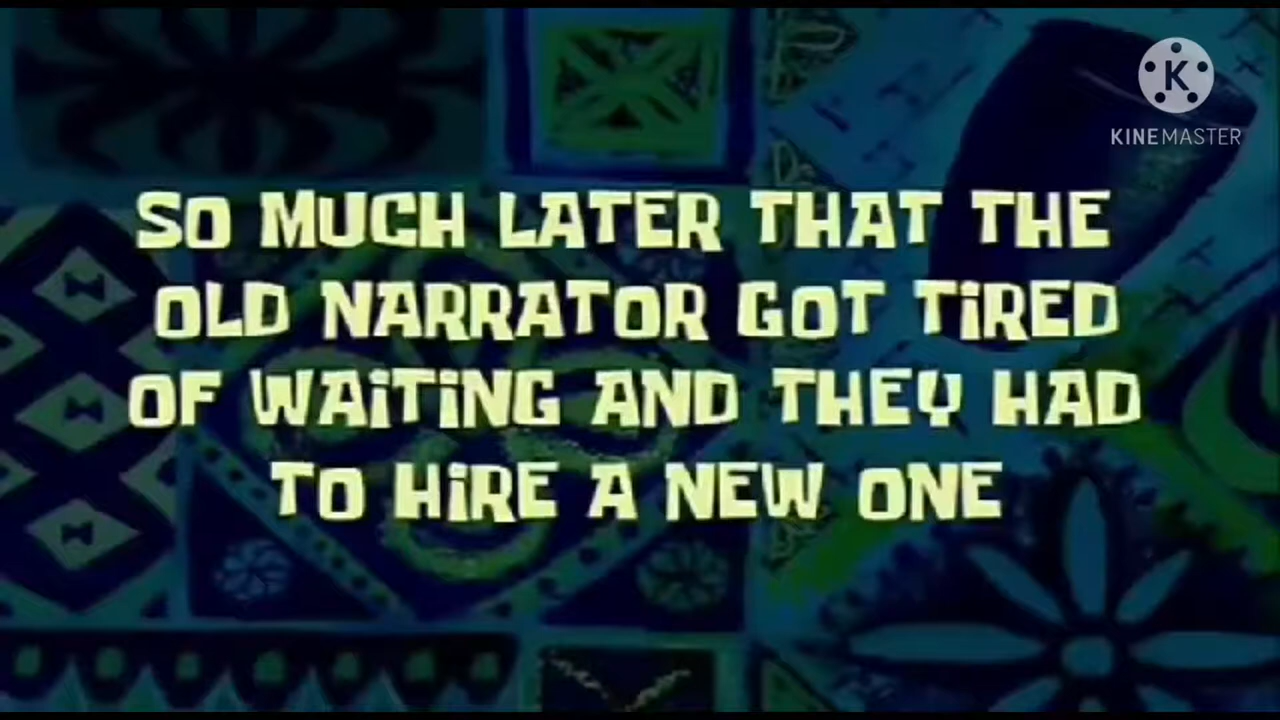 KINEMASTER
SO MUCH LATER THAT THE
OLD NARRATOR GOT TiRED
OF WAiTiNG AND THEY HAD
TO HiRE A NEW ONE